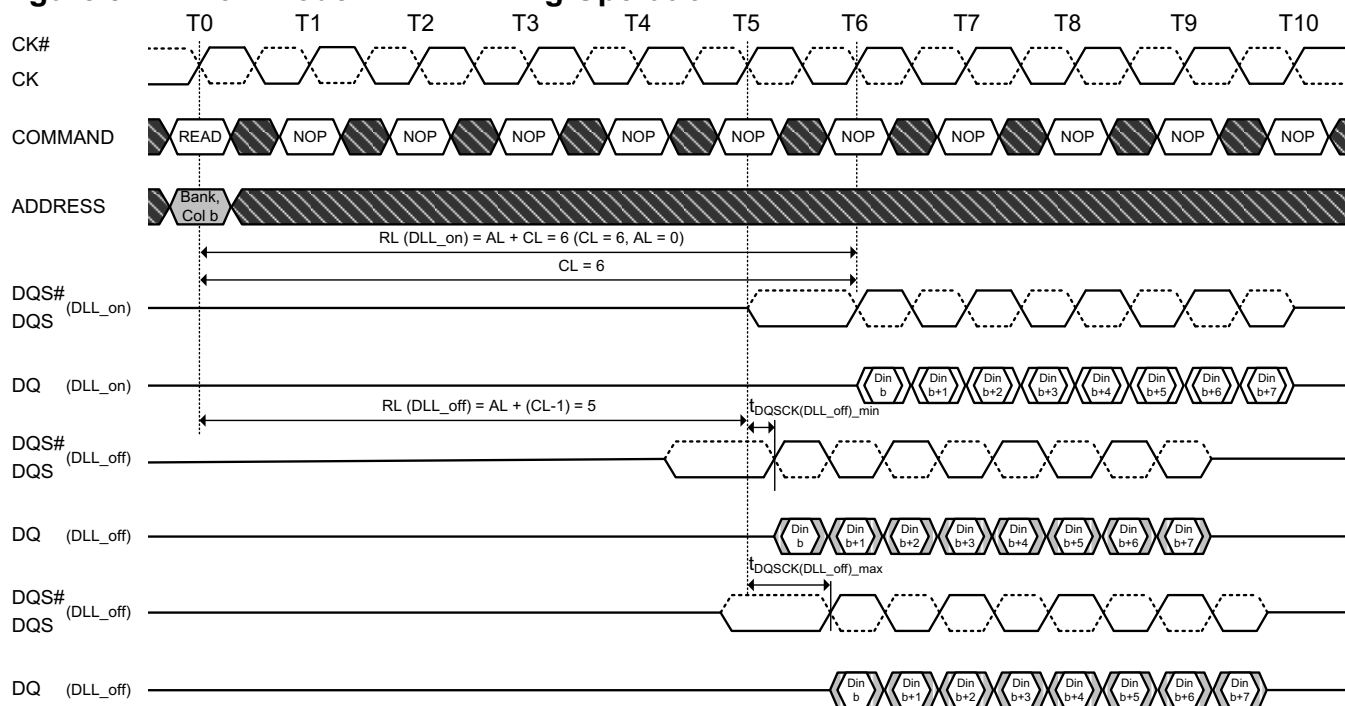 T0 T1 T2 T3 T4 T5 T6 T7 T8 T9 T10
CK#
CK
COMMAND READ NOP NOP NOP NOP NOP NOP NOP NOP NOP NOP
ADDRESS Bank, Col b
RL (DLL_on) = AL + CL = 6 (CL = 6, AL = 0)
CL = 6
DQS#
(DLL_on)
DQS
DQ (DLL_on) Din b Din b+1 Din b+2 Din b+3 Din b+4 Din b+5 Din b+6 Din b+7
RL (DLL_off) = AL + (CL-1) = 5
tDQSCK(DLL_off)_min
DQS#
(DLL_off)
DQS
DQ (DLL_off) Din b Din b+1 Din b+2 Din b+3 Din b+4 Din b+5 Din b+6 Din b+7
tDQSCK(DLL_off)_max
DQS#
(DLL_off)
DQS
DQ (DLL_off) Din b Din b+1 Din b+2 Din b+3 Din b+4 Din b+5 Din b+6 Din b+7